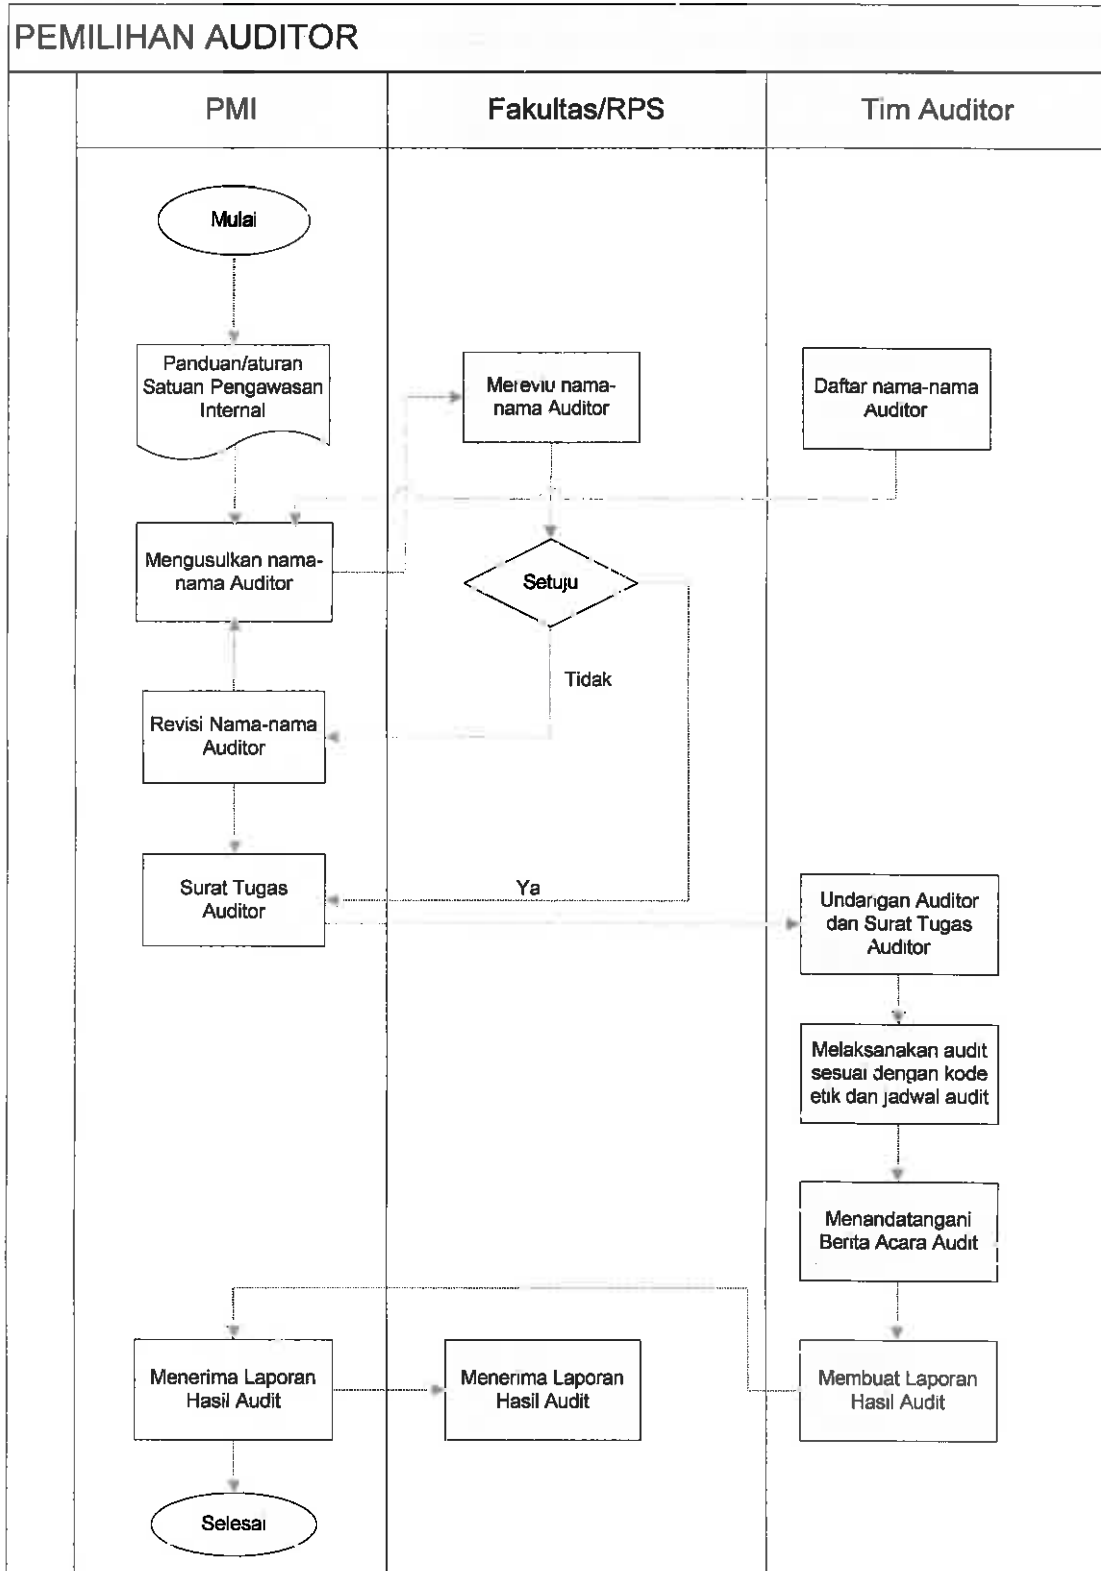 PEMILIHAN AUDITOR
PMI
Fakultas/RPS
Tim Auditor
Mulai
Panduan/aturan
Satuan Pengawasan
Internal
Mereviu nama-
nama Auditor
Daftar nama-nama
Auditor
Mengusulkan nama-
nama Auditor
Setuju
Tidak
Revisi Nama-nama
Auditor
Surat Tugas
Auditor
Ya
Undangan Auditor
dan Surat Tugas
Auditor
Melaksanakan audit
sesuai dengan kode
etik dan jadwal audit
Menandatangani
Berita Acara Audit
Menerima Laporan
Hasil Audit
Menerima Laporan
Hasil Audit
Membuat Laporan
Hasil Audit
Selesai